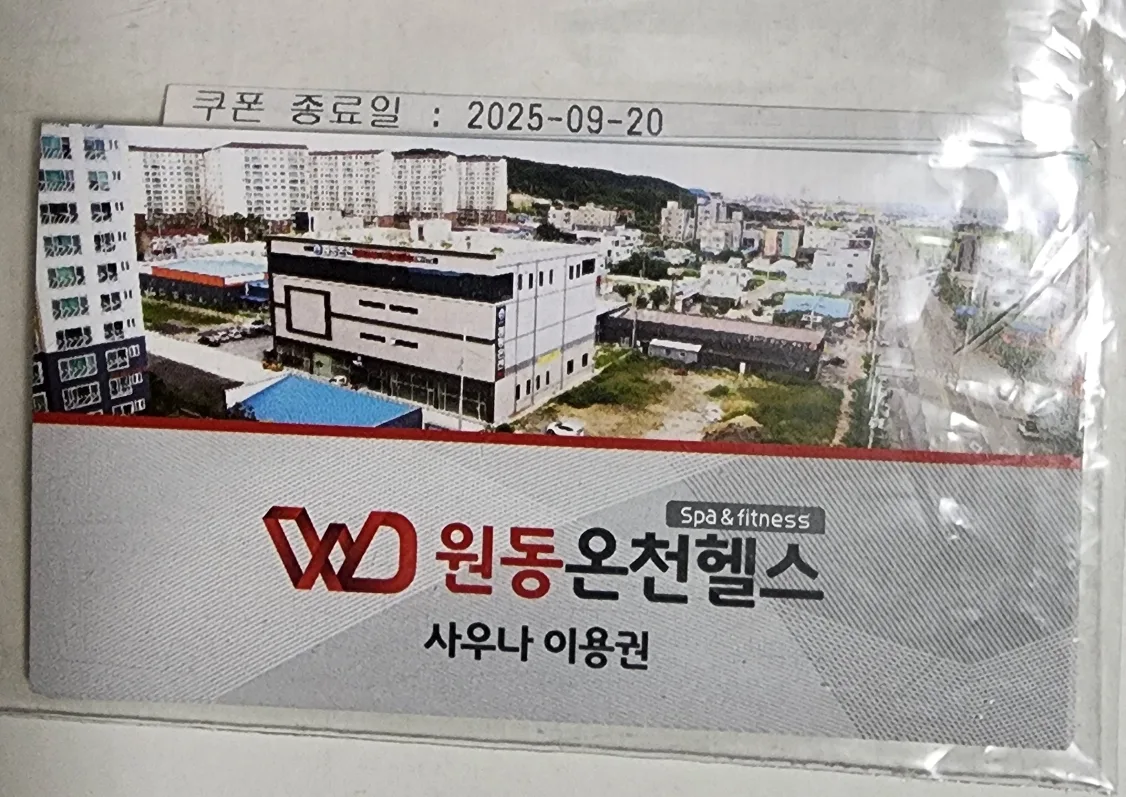 쿠폰 종료일 : 2025-09-20
WD 원동온천헬스
Spa & fitness
사우나 이용권